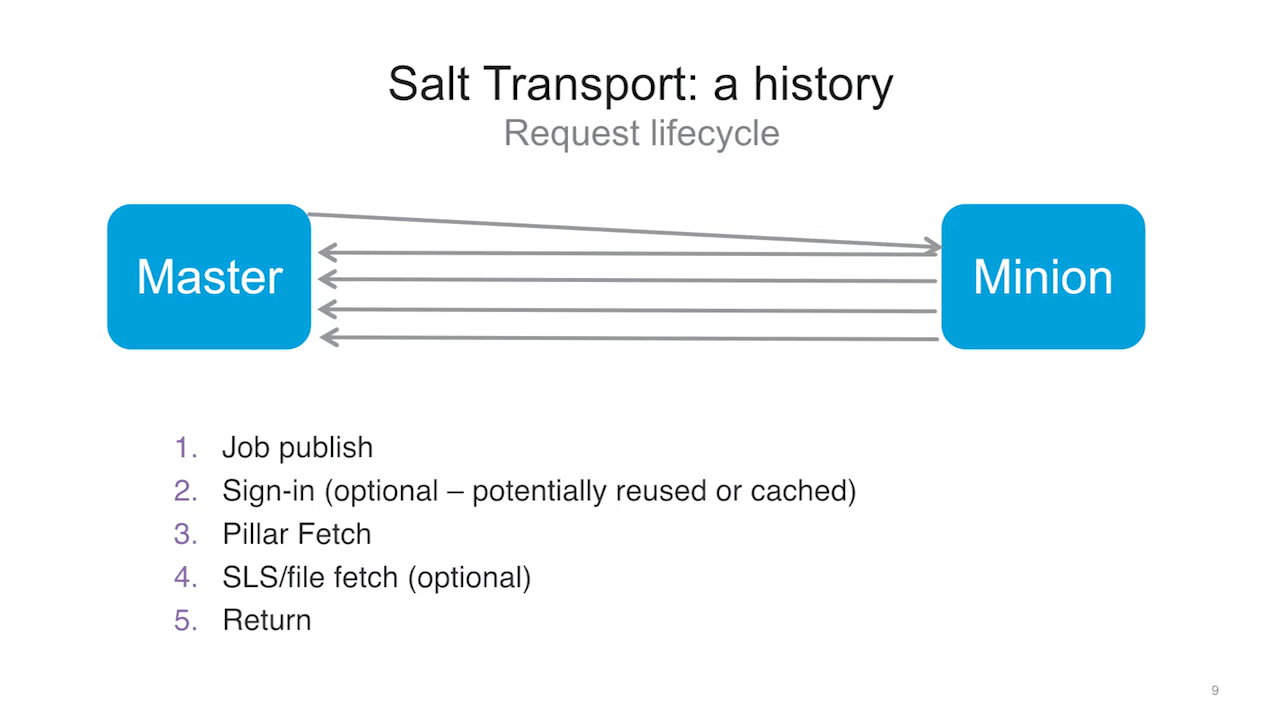 Salt Transport: a history
Request lifecycle
Master
Minion
1. Job publish
2. Sign-in (optional – potentially reused or cached)
3. Pillar Fetch
4. SLS/file fetch (optional)
5. Return
9